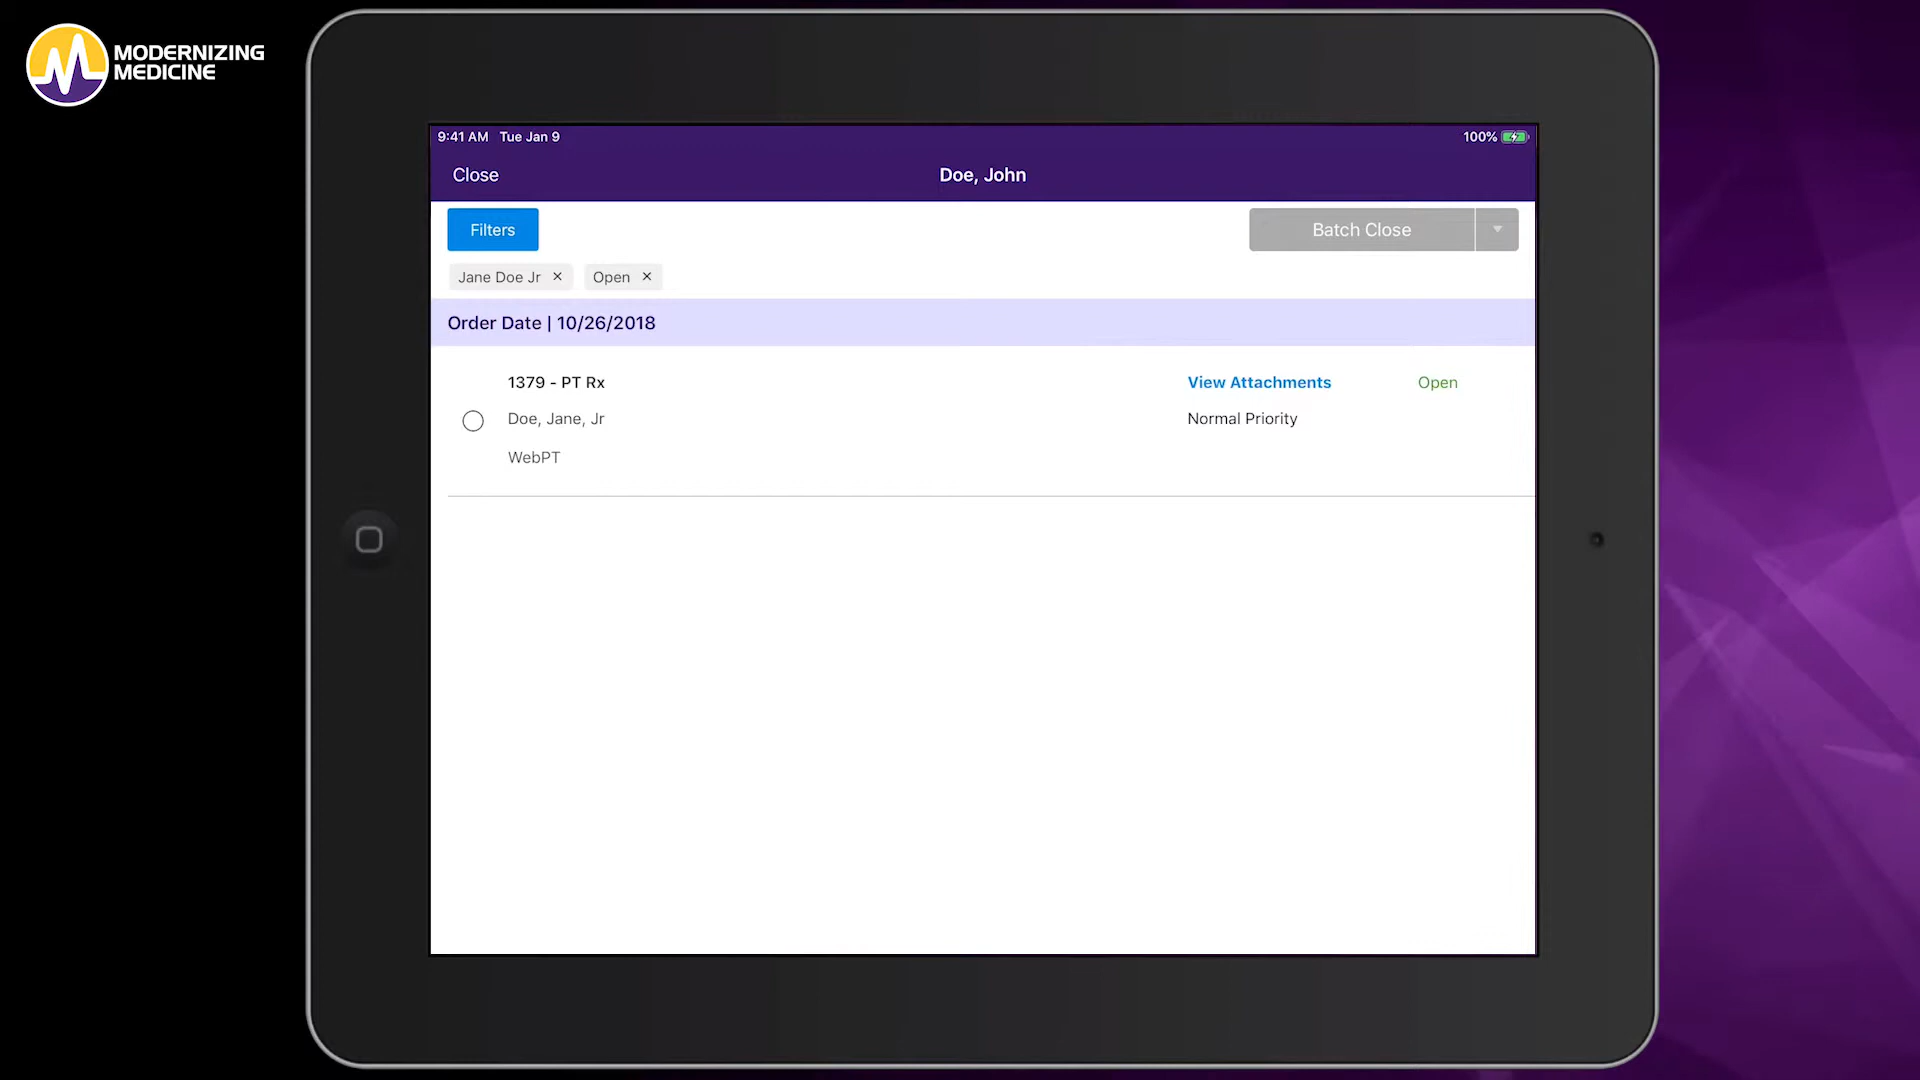 MODERNIZING
MEDICINE
9:41 AM Tue Jan 9
100%
Close
Doe, John
Filters
Batch Close
Jane Doe Jr ×
Open ×
Order Date | 10/26/2018
1379 - PT Rx
View Attachments
Open
Doe, Jane, Jr
Normal Priority
WebPT